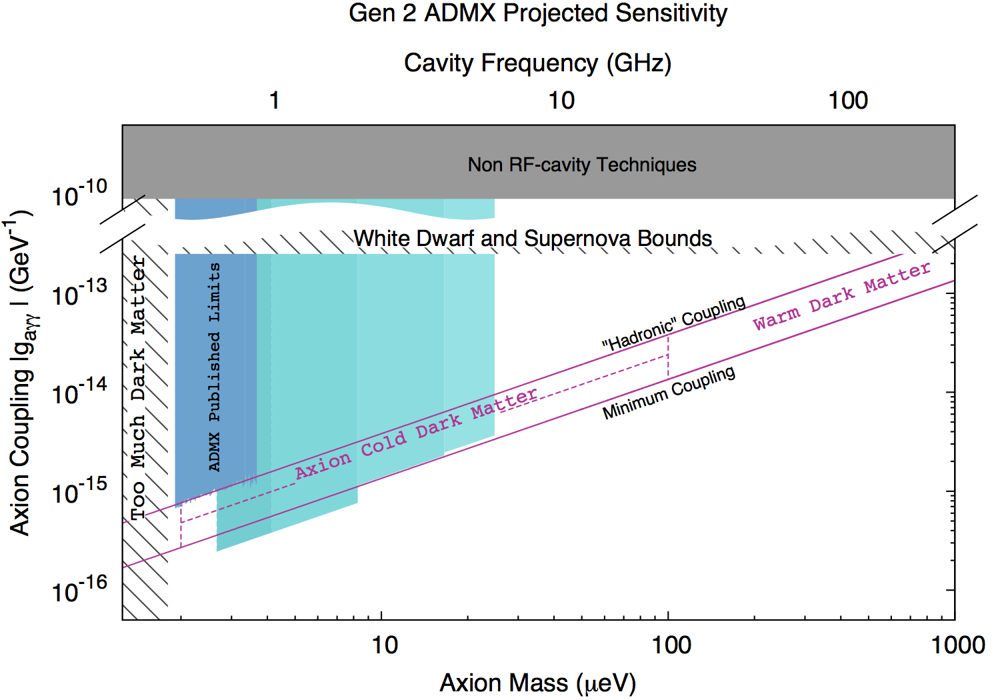 Gen 2 ADMX Projected Sensitivity
Cavity Frequency (GHz)
1 10 100
Non RF-cavity Techniques
10⁻¹⁰
White Dwarf and Supernova Bounds
Too Much Dark Matter
ADMX Published Limits
Warm Dark Matter
"Hadronic" Coupling
Axion Cold Dark Matter
Minimum Coupling
10⁻¹³
10⁻¹⁴
10⁻¹⁵
10⁻¹⁶
Axion Coupling |gaγγ| (GeV⁻¹)
10 100 1000
Axion Mass (μeV)